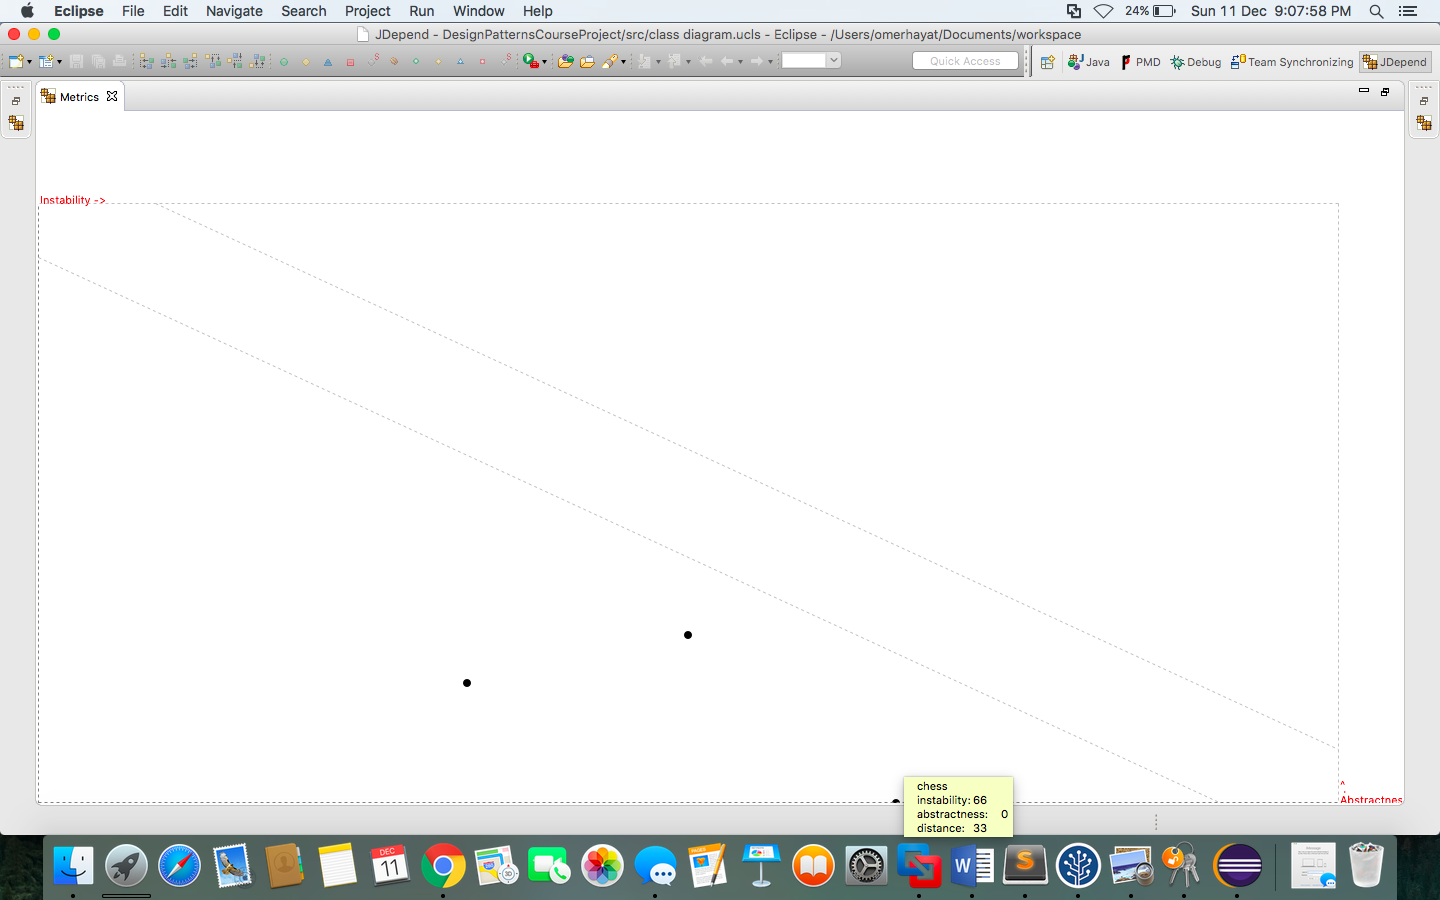 Eclipse File Edit Navigate Search Project Run Window Help 24% Sun 11 Dec 9:07:58 PM
JDepend - DesignPatternsCourseProject/src/class diagram.ucls - Eclipse - /Users/omerhayat/Documents/workspace
Quick Access Java PMD Debug Team Synchronizing JDepend
Metrics
Instability ->
chess
instability: 66
abstractness: 0
distance: 33
^
Abstractnes
DEC
11
3D
PAGES
W
S